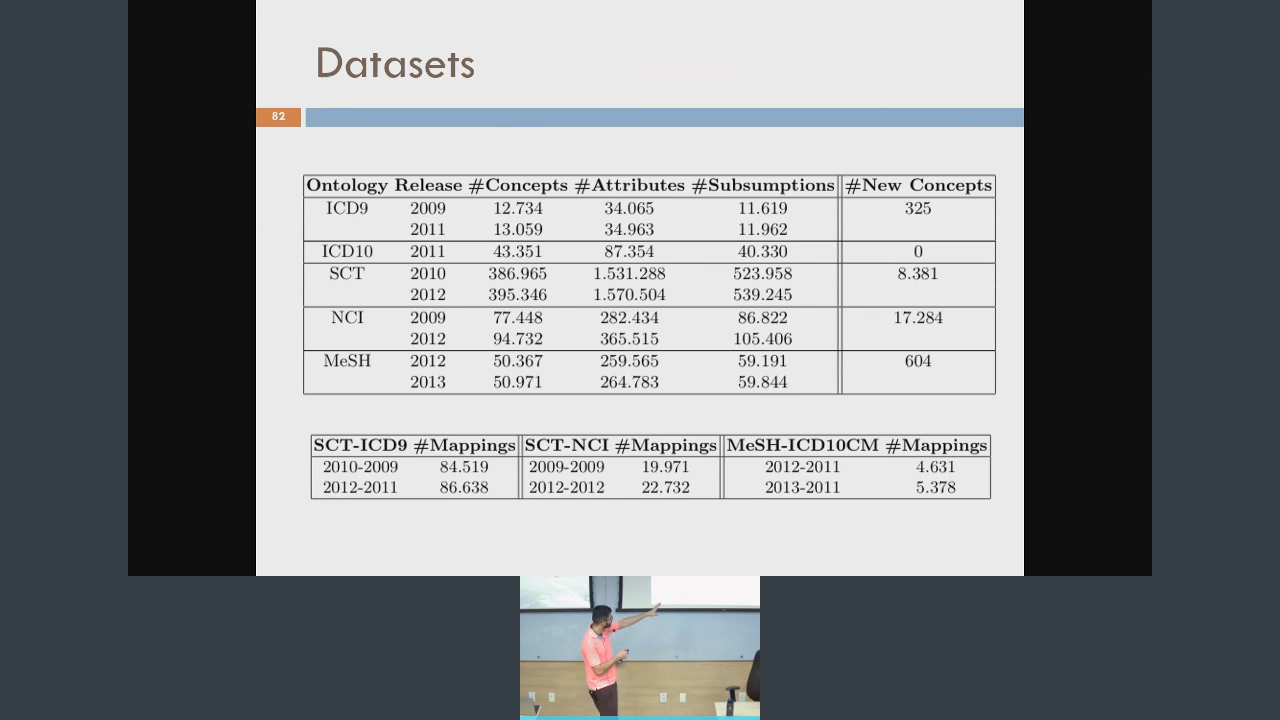 Datasets
82
Ontology Release #Concepts #Attributes #Subsumptions #New Concepts
ICD9 2009 12.734 34.065 11.619 325
2011 13.059 34.963 11.962
ICD10 2011 43.351 87.354 40.330 0
SCT 2010 386.965 1.531.288 523.958 8.381
2012 395.346 1.570.504 539.245
NCI 2009 77.448 282.434 86.822 17.284
2012 94.732 365.515 105.406
MeSH 2012 50.367 259.565 59.191 604
2013 50.971 264.783 59.844
SCT-ICD9 #Mappings SCT-NCI #Mappings MeSH-ICD10CM #Mappings
2010-2009 84.519 2009-2009 19.971 2012-2011 4.631
2012-2011 86.638 2012-2012 22.732 2013-2011 5.378